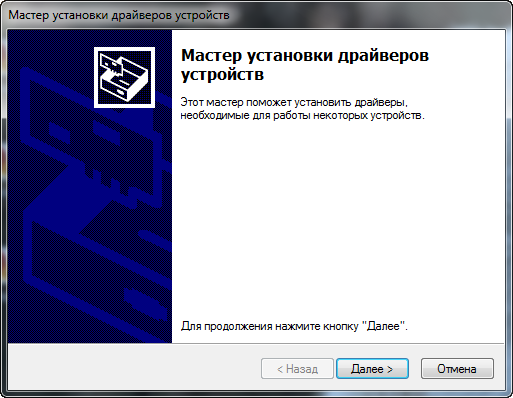 Мастер установки драйверов устройств
Мастер установки драйверов
устройств
Этот мастер поможет установить драйверы,
необходимые для работы некоторых устройств.
Для продолжения нажмите кнопку "Далее".
< Назад
Далее >
Отмена